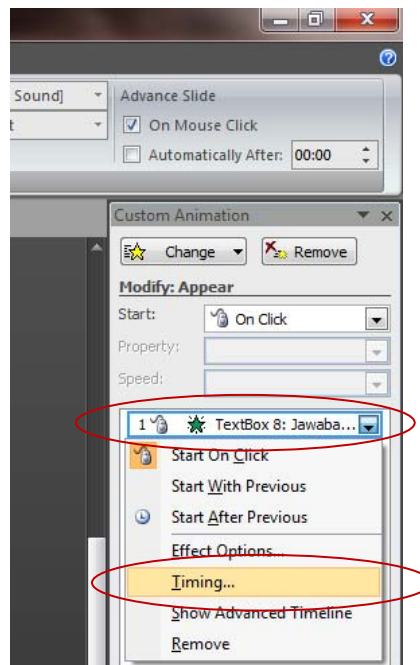 Sound]
Advance Slide
t
On Mouse Click
Automatically After: 00:00
Custom Animation
Change
Remove
Modify: Appear
Start: On Click
Property:
Speed:
1 TextBox 8: Jawaba...
Start On Click
Start With Previous
Start After Previous
Effect Options...
Timing...
Show Advanced Timeline
Remove